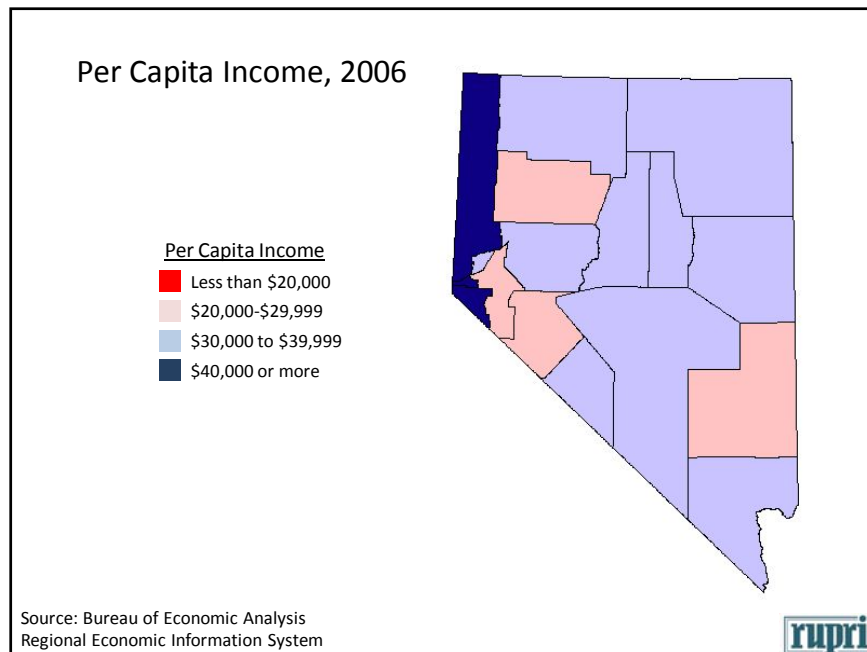 Per Capita Income, 2006
Per Capita Income
Less than $20,000
$20,000-$29,999
$30,000 to $39,999
$40,000 or more
Source: Bureau of Economic Analysis
Regional Economic Information System
rupri